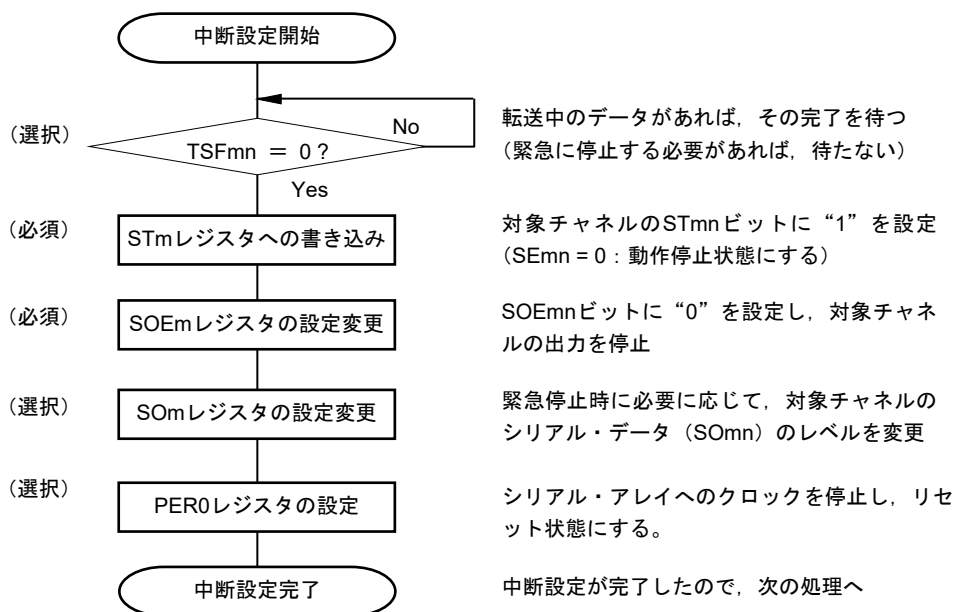 中断設定開始
（選択）
TSFmn ＝ 0？
No
Yes
転送中のデータがあれば，その完了を待つ
（緊急に停止する必要があれば，待たない）
（必須）
STmレジスタへの書き込み
対象チャネルのSTmnビットに“1”を設定
（SEmn = 0：動作停止状態にする）
（必須）
SOEmレジスタの設定変更
SOEmnビットに“0”を設定し，対象チャネ
ルの出力を停止
（選択）
SOmレジスタの設定変更
緊急停止時に必要に応じて，対象チャネルの
シリアル・データ（SOmn）のレベルを変更
（選択）
PER0レジスタの設定
シリアル・アレイへのクロックを停止し，リセ
ット状態にする。
中断設定完了
中断設定が完了したので，次の処理へ